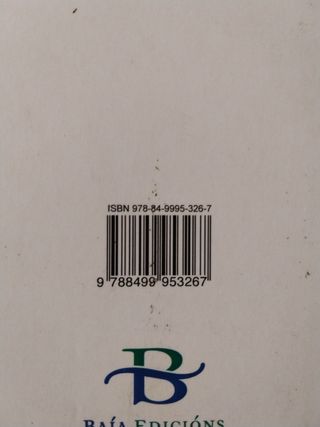 ISBN 978-84-9995-326-7
9 788499 953267
B
BAÍA EDICIÓNS